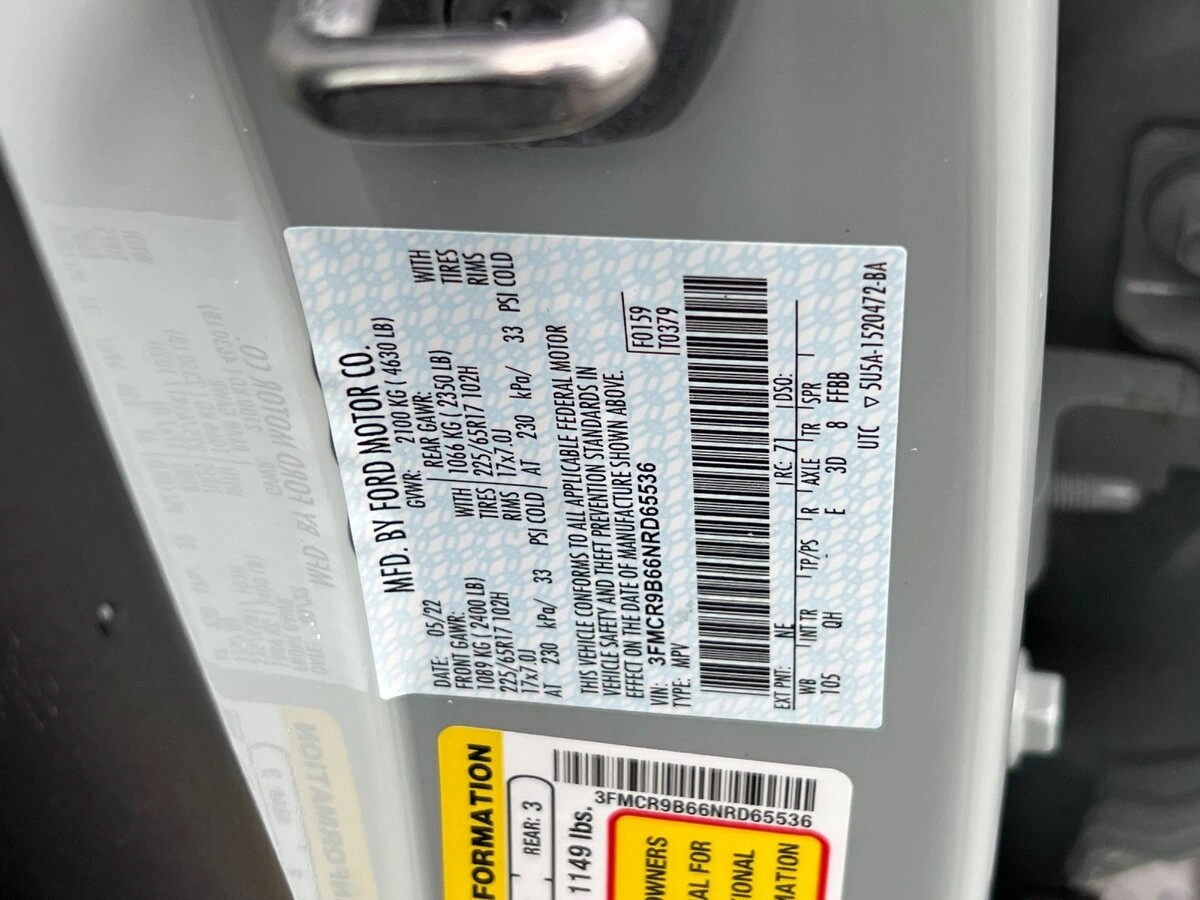 MFD. BY FORD MOTOR CO.
DATE: 05/22 GVWR: 2100 KG ( 4630 LB)
FRONT GAWR: REAR GAWR:
1089 KG ( 2400 LB) WITH 1066 KG ( 2350 LB) WITH
225/65R17 102H TIRES 225/65R17 102H TIRES
17x7.0J RIMS 17x7.0J RIMS
AT 230 kPa/ 33 PSI COLD AT 230 kPa/ 33 PSI COLD
THIS VEHICLE CONFORMS TO ALL APPLICABLE FEDERAL MOTOR
VEHICLE SAFETY AND THEFT PREVENTION STANDARDS IN
EFFECT ON THE DATE OF MANUFACTURE SHOWN ABOVE.
VIN: 3FMCR9B66NRD65536
TYPE: MPV
F0159
T0379
EXT PNT: NE RC: 71 DSO:
WB INT TR TP/PS R AXLE TR SPR
105 QH E 3D 8 FFBB
UTC ▽ 5U5A-1520472-BA
FORMATION
REAR: 3
1149 lbs.
3FMCR9B66NRD65536
OWNERS
AL FOR
IONAL
MATION